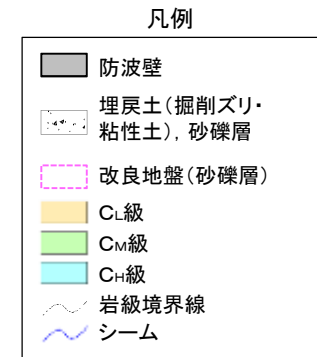 凡例
防波壁
埋戻土(掘削ズリ・
粘性土),砂礫層
改良地盤(砂礫層)
CL級
CM級
CH級
岩級境界線
シーム